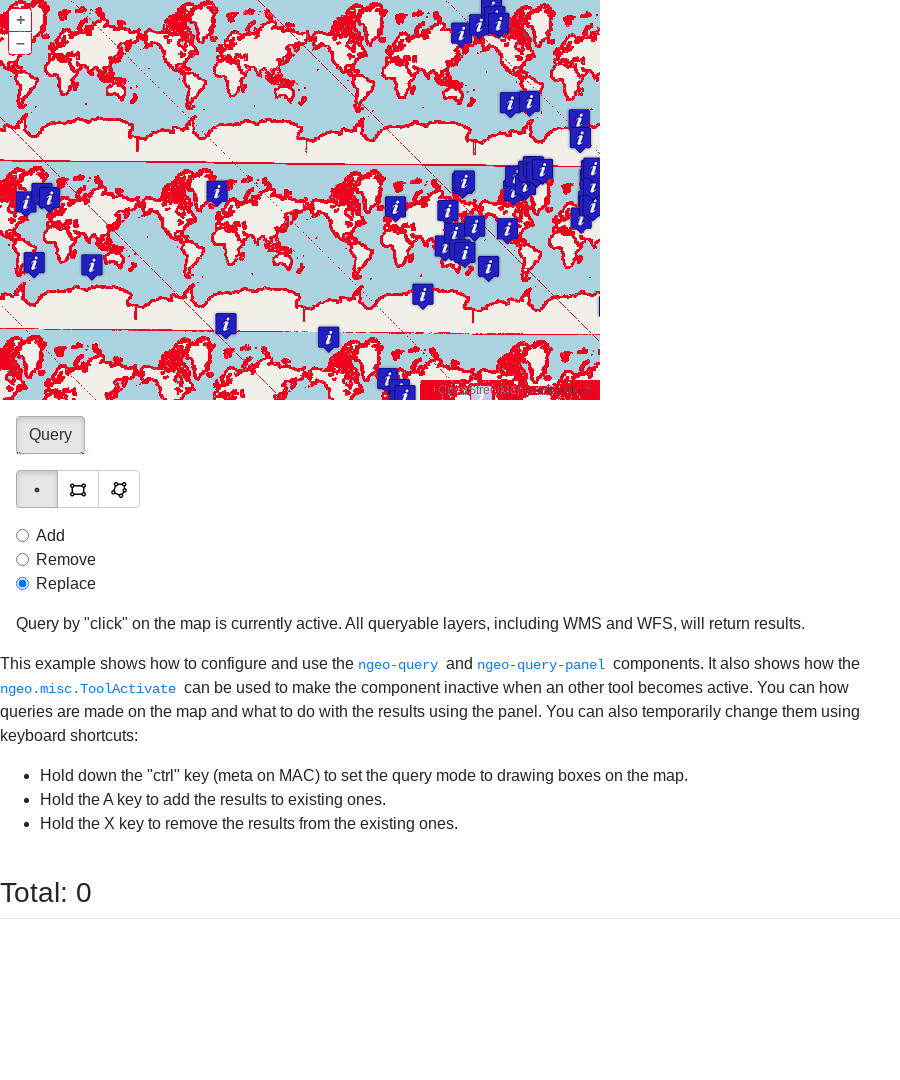 +
−
Query
Add
Remove
Replace
Query by "click" on the map is currently active. All queryable layers, including WMS and WFS, will return results.
This example shows how to configure and use the ngeo-query and ngeo-query-panel components. It also shows how the
ngeo.misc.ToolActivate can be used to make the component inactive when an other tool becomes active. You can how
queries are made on the map and what to do with the results using the panel. You can also temporarily change them using
keyboard shortcuts:
• Hold down the "ctrl" key (meta on MAC) to set the query mode to drawing boxes on the map.
• Hold the A key to add the results to existing ones.
• Hold the X key to remove the results from the existing ones.
Total: 0